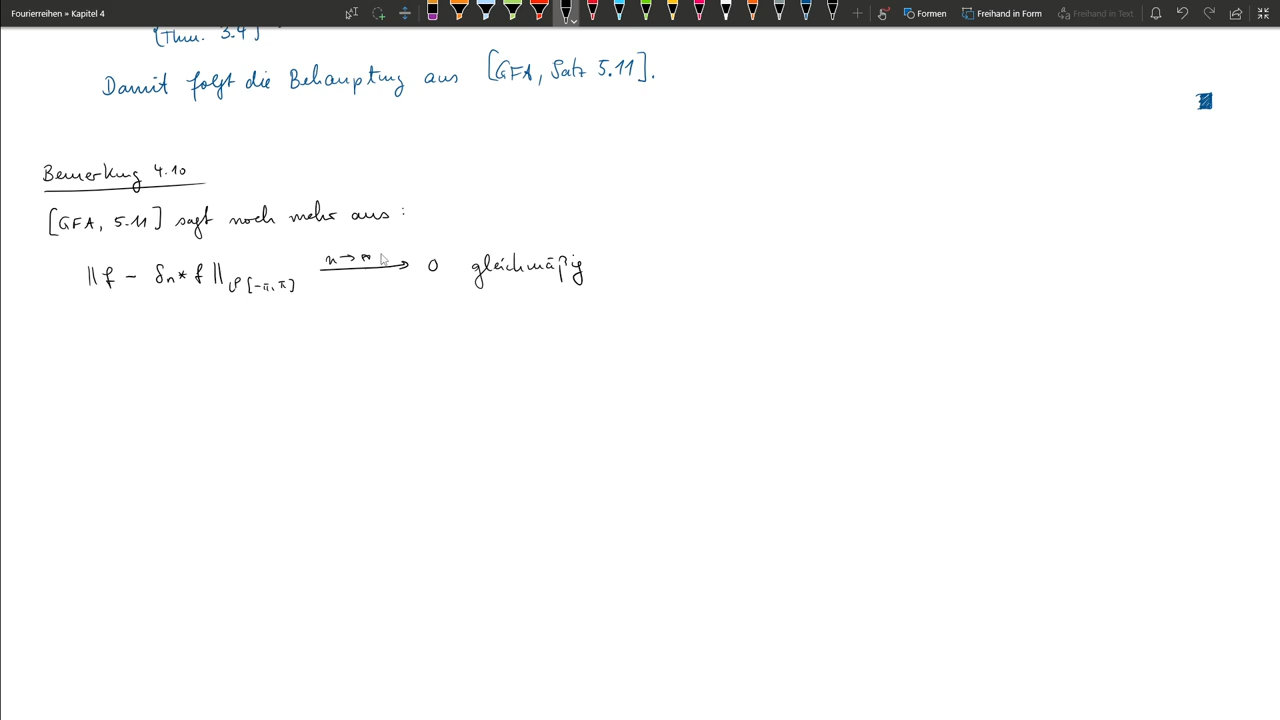 Fourierreihen » Kapitel 4
Formen
Freihand in Form
Freihand in Text
[Thm. 3.4]
Damit folgt die Behauptung aus [GFA, Satz 5.11].
Bemerkung 4.10
[GFA, 5.11] sagt noch mehr aus:
‖f - δₙ * f‖ [-π, π] n→∞ → 0 gleichmäßig